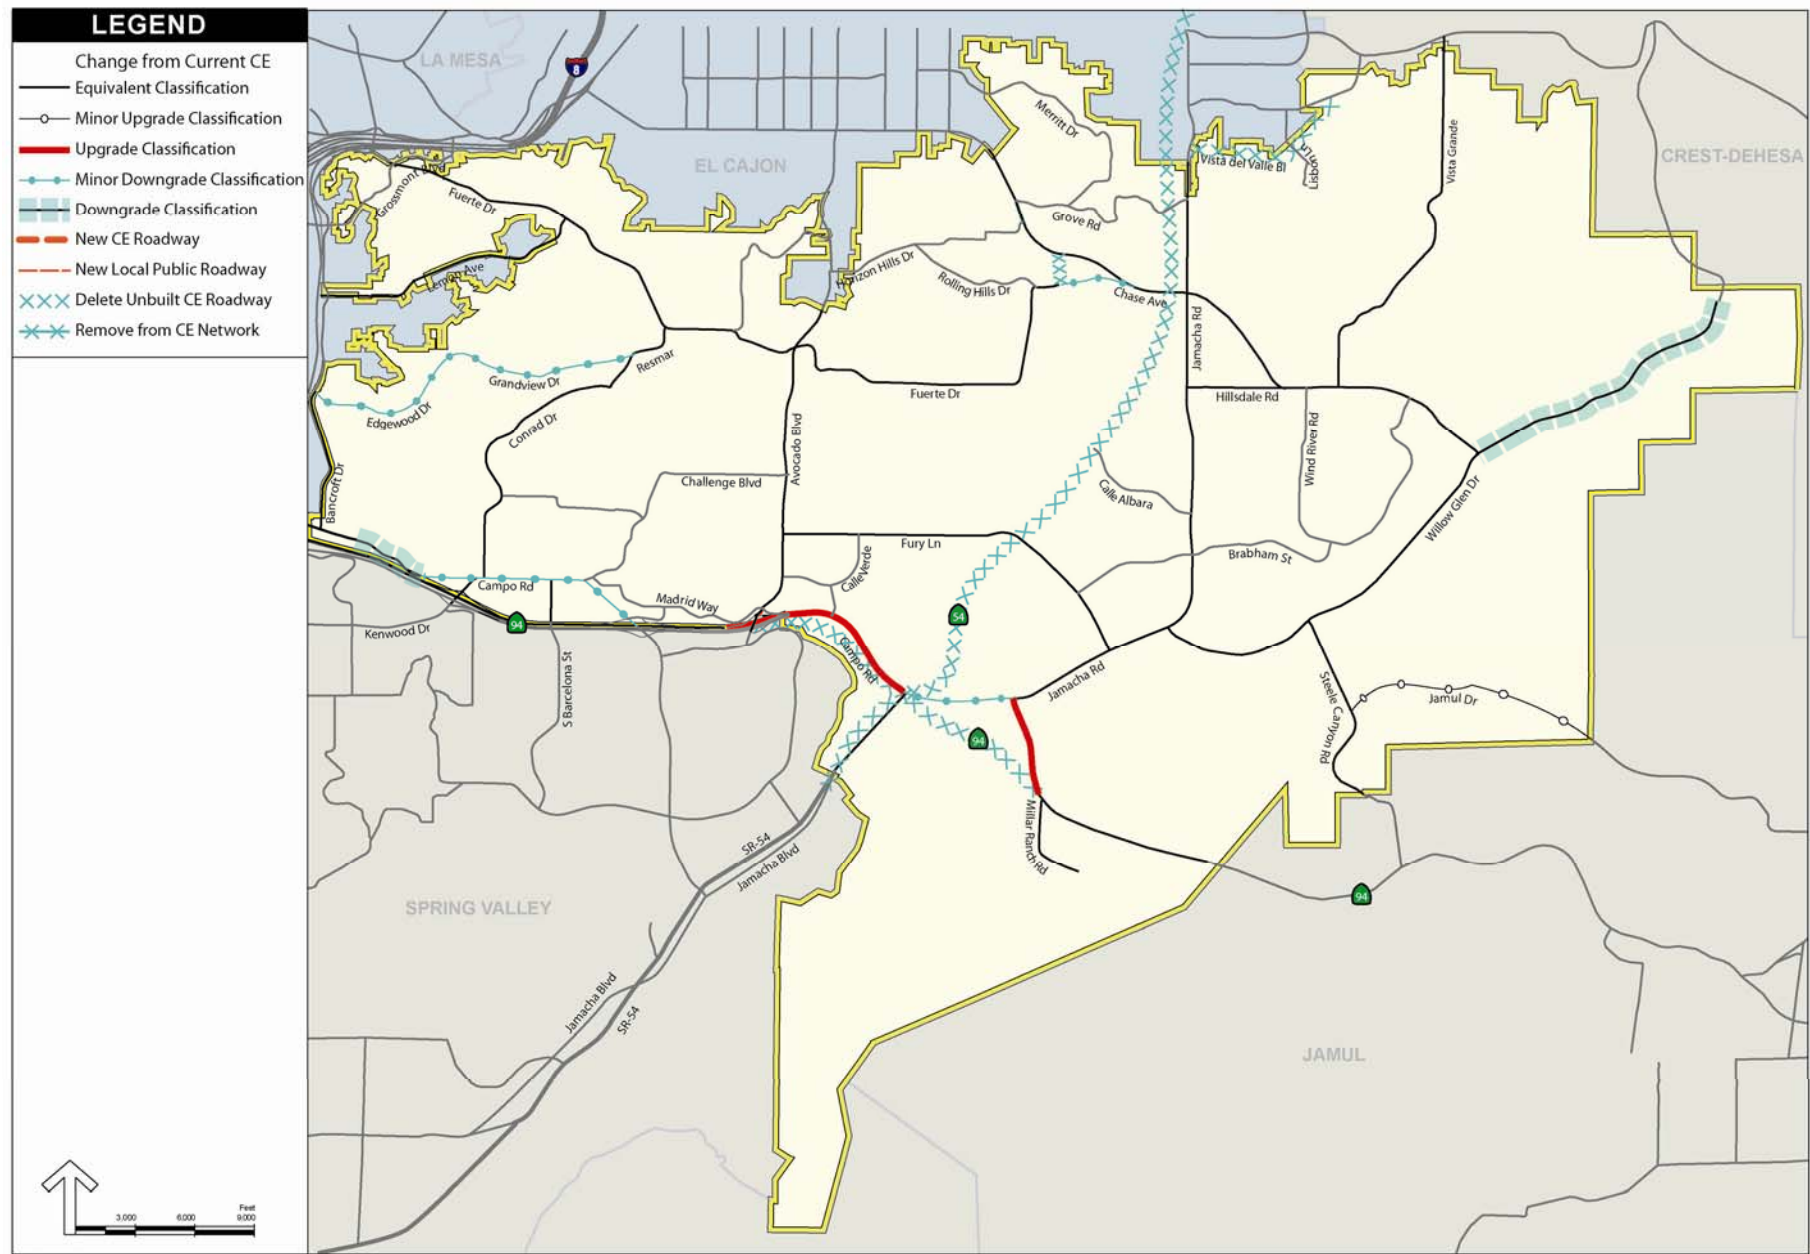 LEGEND
Change from Current CE
Equivalent Classification
Minor Upgrade Classification
Upgrade Classification
Minor Downgrade Classification
Downgrade Classification
New CE Roadway
New Local Public Roadway
Delete Unbuilt CE Roadway
Remove from CE Network
LA MESA
8
EL CAJON
CREST-DEHESA
Merritt Dr
Vista Grande
Vista del Valle Bl
Lisbon Ln
Grossmont Blvd
Fuerte Dr
Grove Rd
Lemon Ave
Horizon Hills Dr
Rolling Hills Dr
Chase Ave
Jamacha Rd
Resmar
Grandview Dr
Edgewood Dr
Fuerte Dr
Hillsdale Rd
Conrad Dr
Avocado Blvd
Wind River Rd
Bancroft Dr
Challenge Blvd
Calle Albara
Willow Glen Dr
Fury Ln
Brabham St
Calle Verde
Campo Rd
Madrid Way
54
94
Kenwood Dr
Campo Rd
S Barcelona St
Jamacha Rd
Steele Canyon Rd
Jamul Dr
94
Millar Ranch Rd
SR-54
Jamacha Blvd
94
SPRING VALLEY
Jamacha Blvd
SR-54
JAMUL
Feet
3,000 6,000 9,000